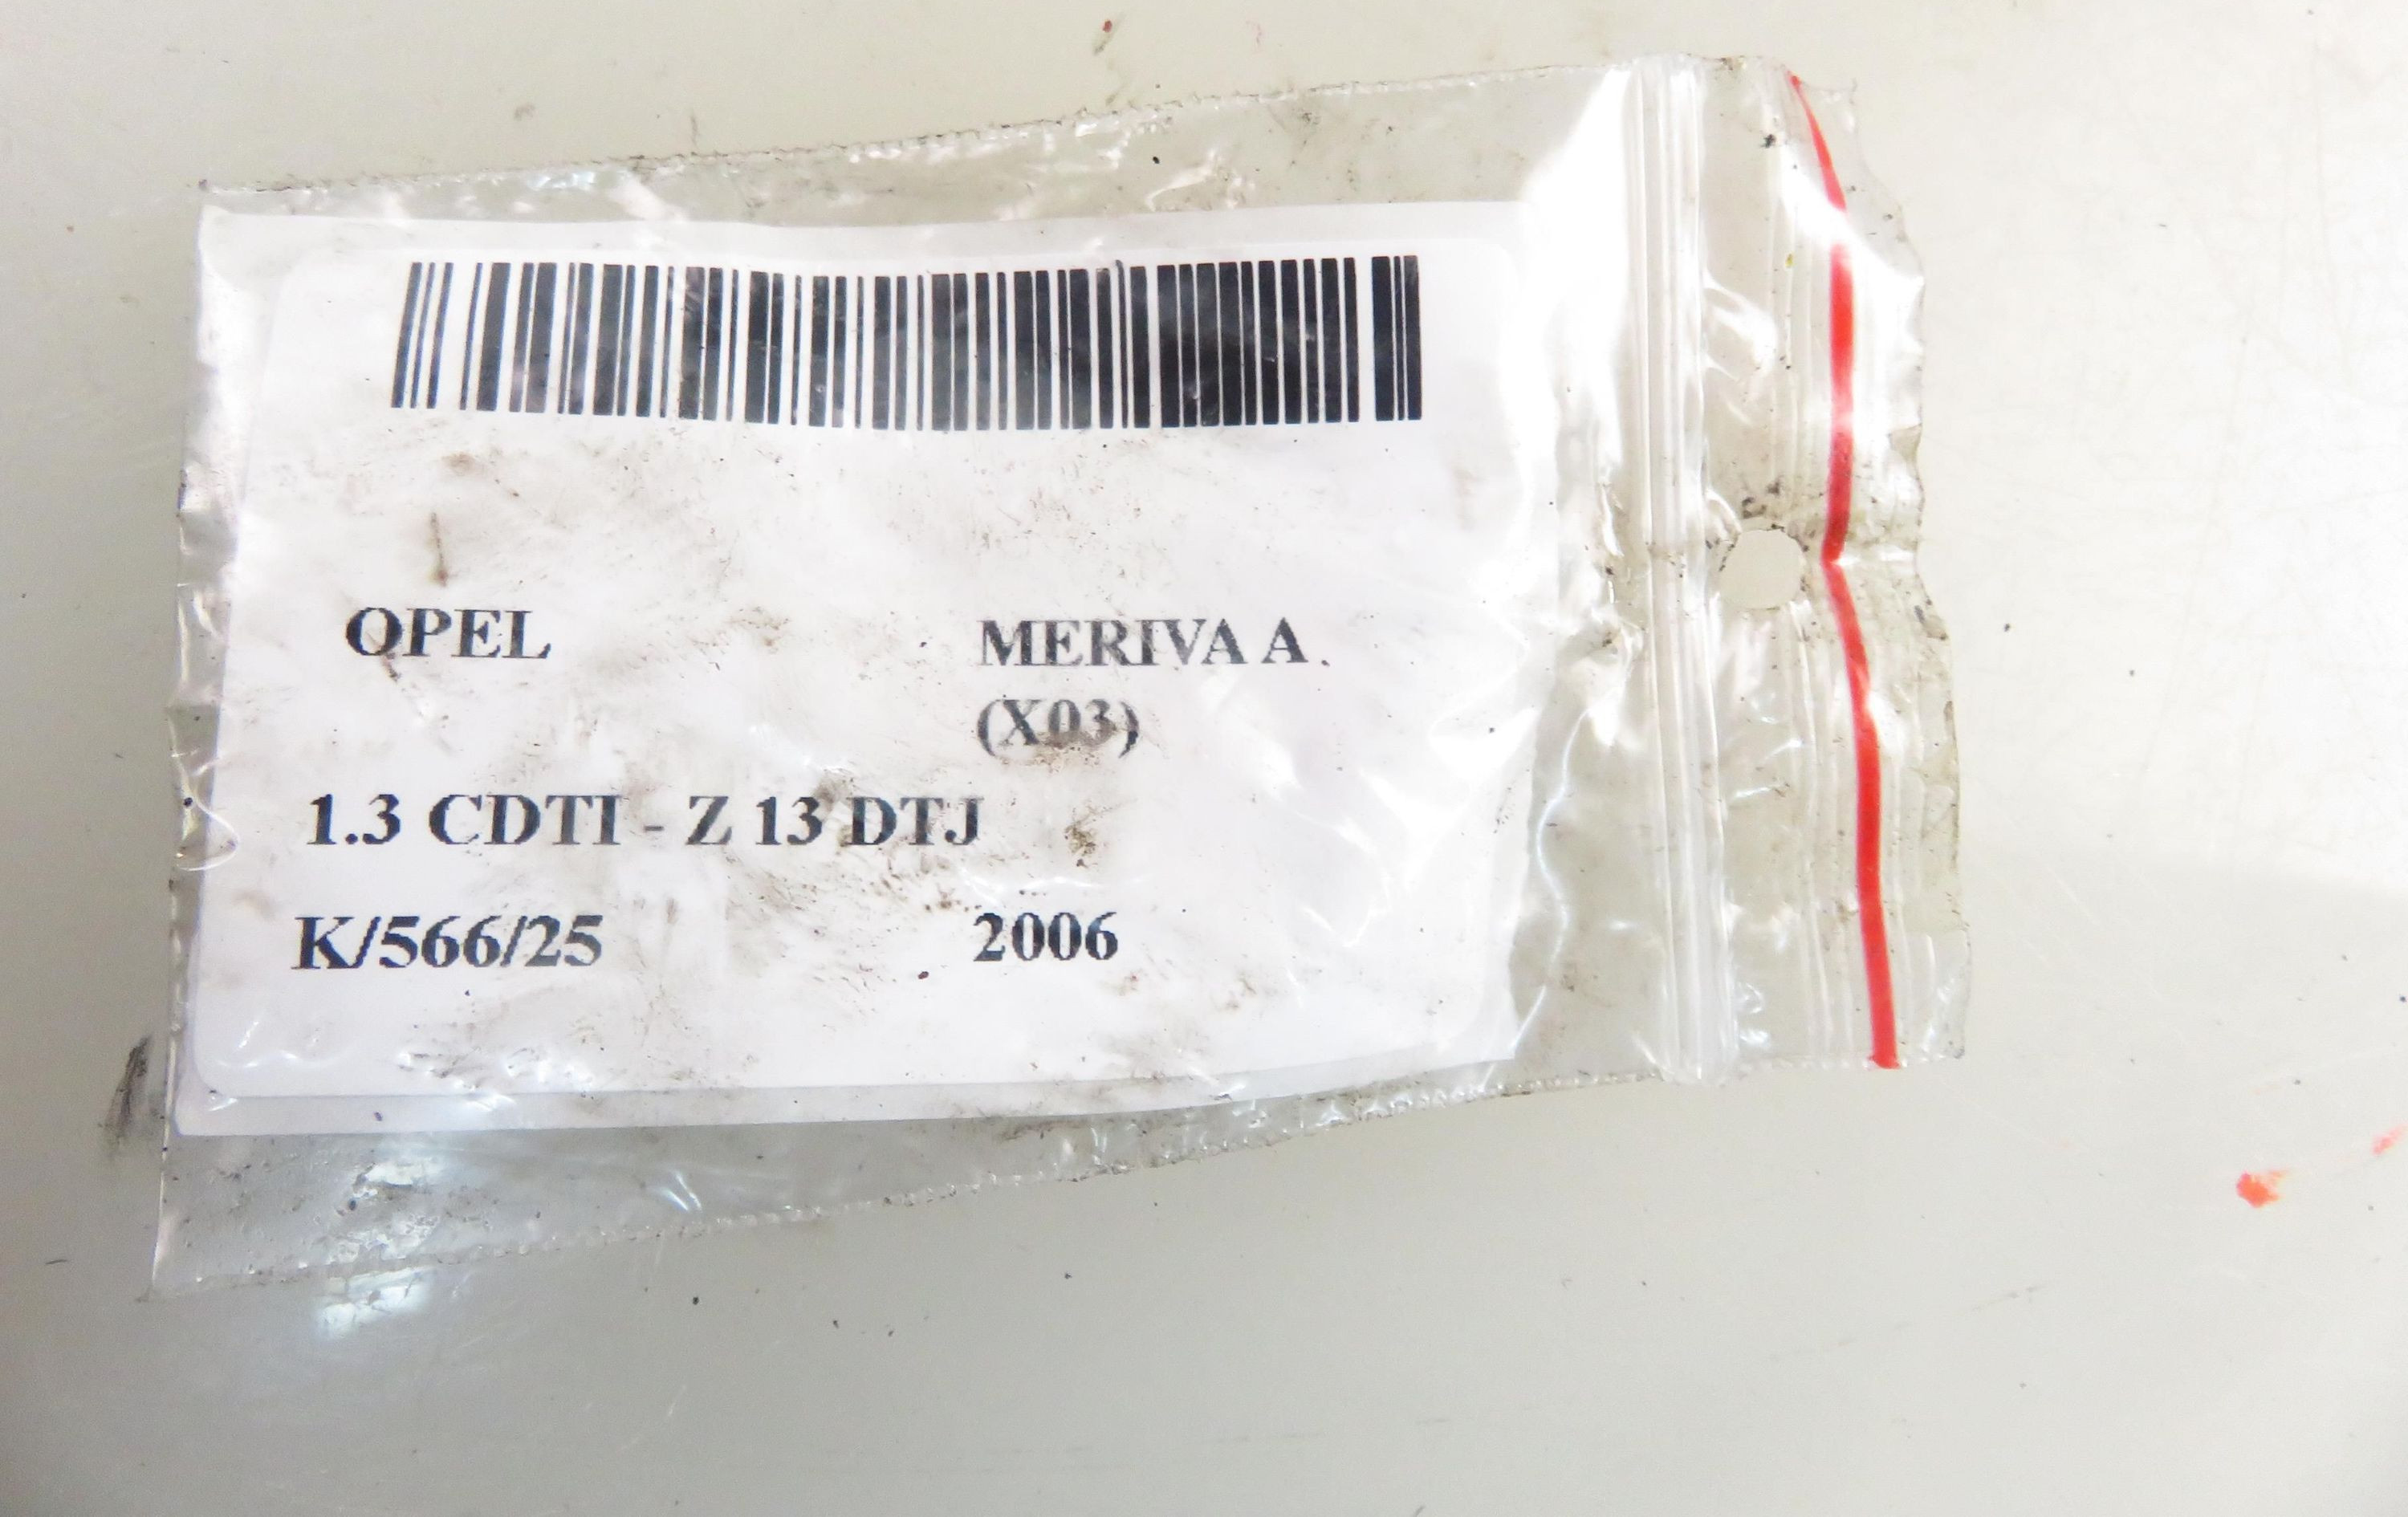 OPEL MERIVA A
(X03)
1.3 CDTI - Z 13 DTJ
K/566/25 2006